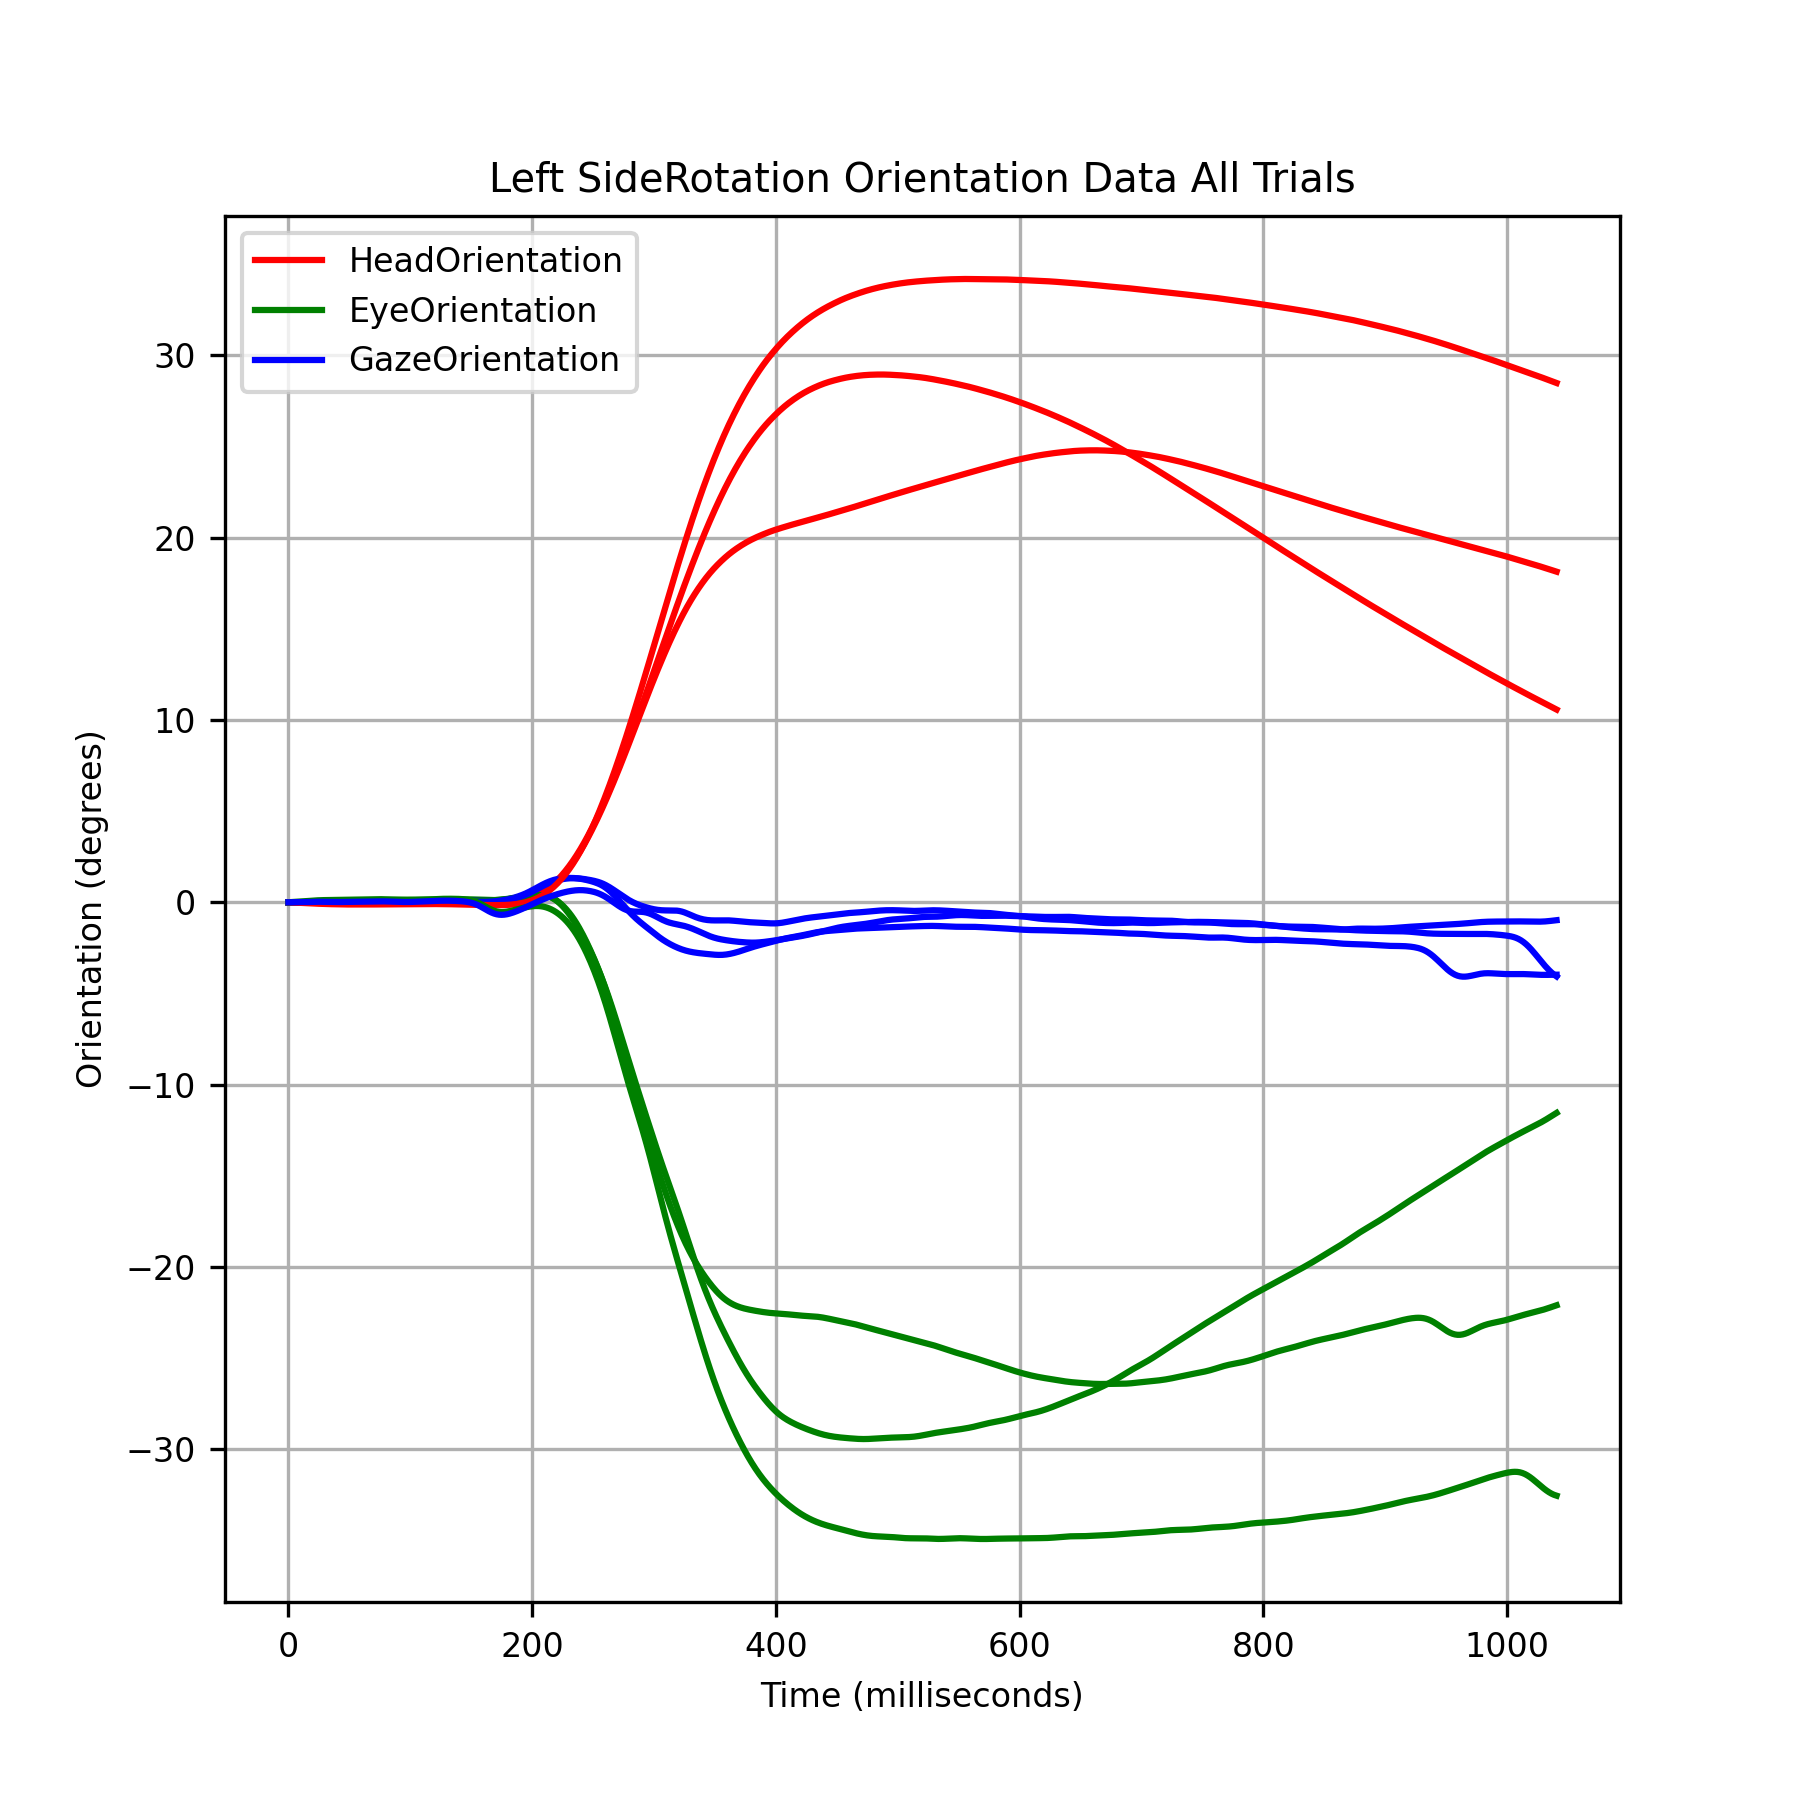 Left SideRotation Orientation Data All Trials
HeadOrientation
EyeOrientation
GazeOrientation
Orientation (degrees)
30
20
10
0
−10
−20
−30
0 200 400 600 800 1000
Time (milliseconds)